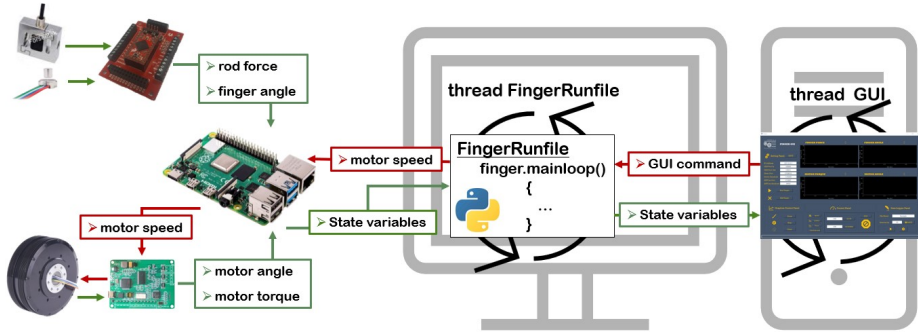 rod force
finger angle
thread FingerRunfile
thread GUI
FingerRunfile
finger.mainloop()
{
...
}
motor speed
GUI command
State variables
State variables
motor speed
motor angle
motor torque